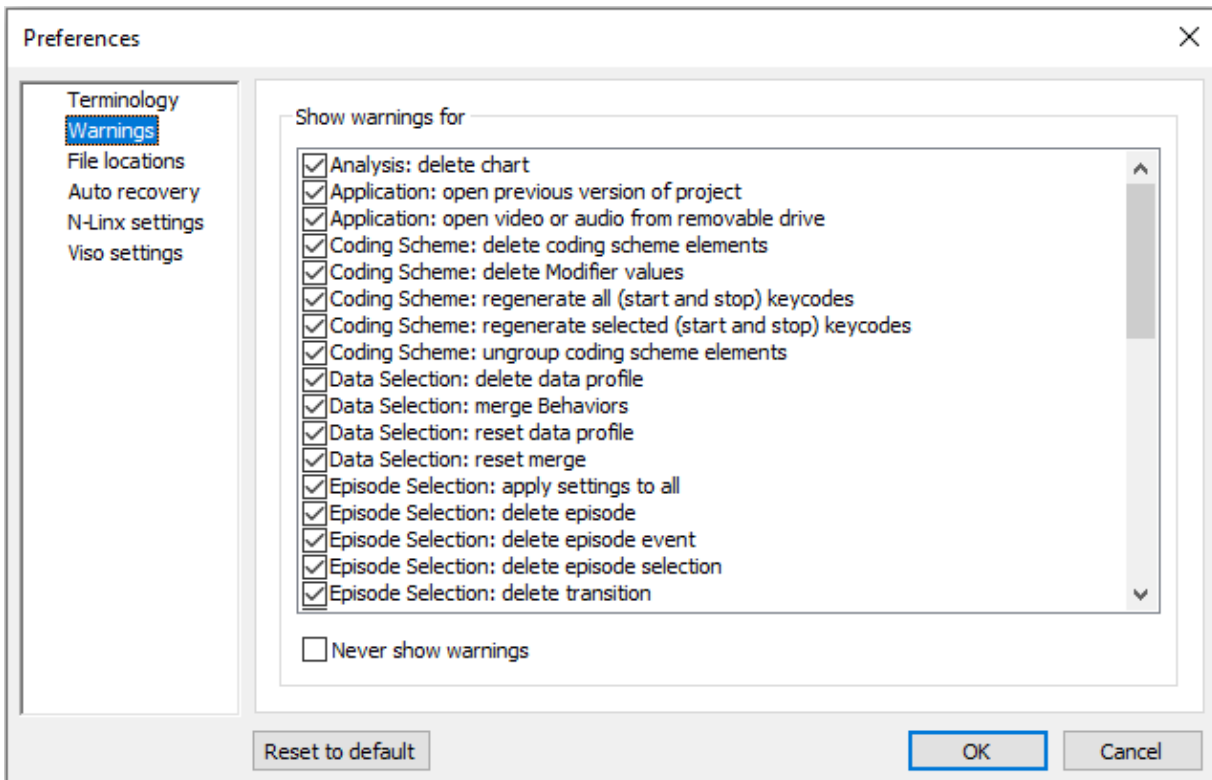 Preferences
Terminology
Warnings
File locations
Auto recovery
N-Linx settings
Viso settings
Show warnings for
Analysis: delete chart
Application: open previous version of project
Application: open video or audio from removable drive
Coding Scheme: delete coding scheme elements
Coding Scheme: delete Modifier values
Coding Scheme: regenerate all (start and stop) keycodes
Coding Scheme: regenerate selected (start and stop) keycodes
Coding Scheme: ungroup coding scheme elements
Data Selection: delete data profile
Data Selection: merge Behaviors
Data Selection: reset data profile
Data Selection: reset merge
Episode Selection: apply settings to all
Episode Selection: delete episode
Episode Selection: delete episode event
Episode Selection: delete episode selection
Episode Selection: delete transition
Never show warnings
Reset to default
OK
Cancel